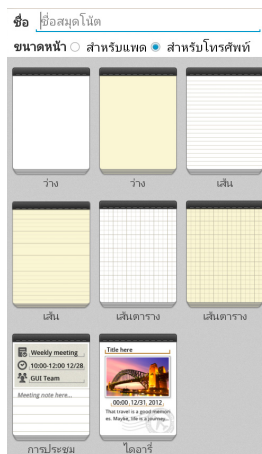 ชื่อ ชื่อสมุดโน้ต
ขนาดหน้า สำหรับแพด สำหรับโทรศัพท์
ว่าง ว่าง เส้น
เส้น เส้นตาราง เส้นตาราง
Weekly meeting
10:00-12:00 12/28
GUI Team
Meeting note here...
Title here
00:00 12/31, 2012
That travel is a good memori
es. Maybe, life is a journey..
การประชุม ไดอารี่